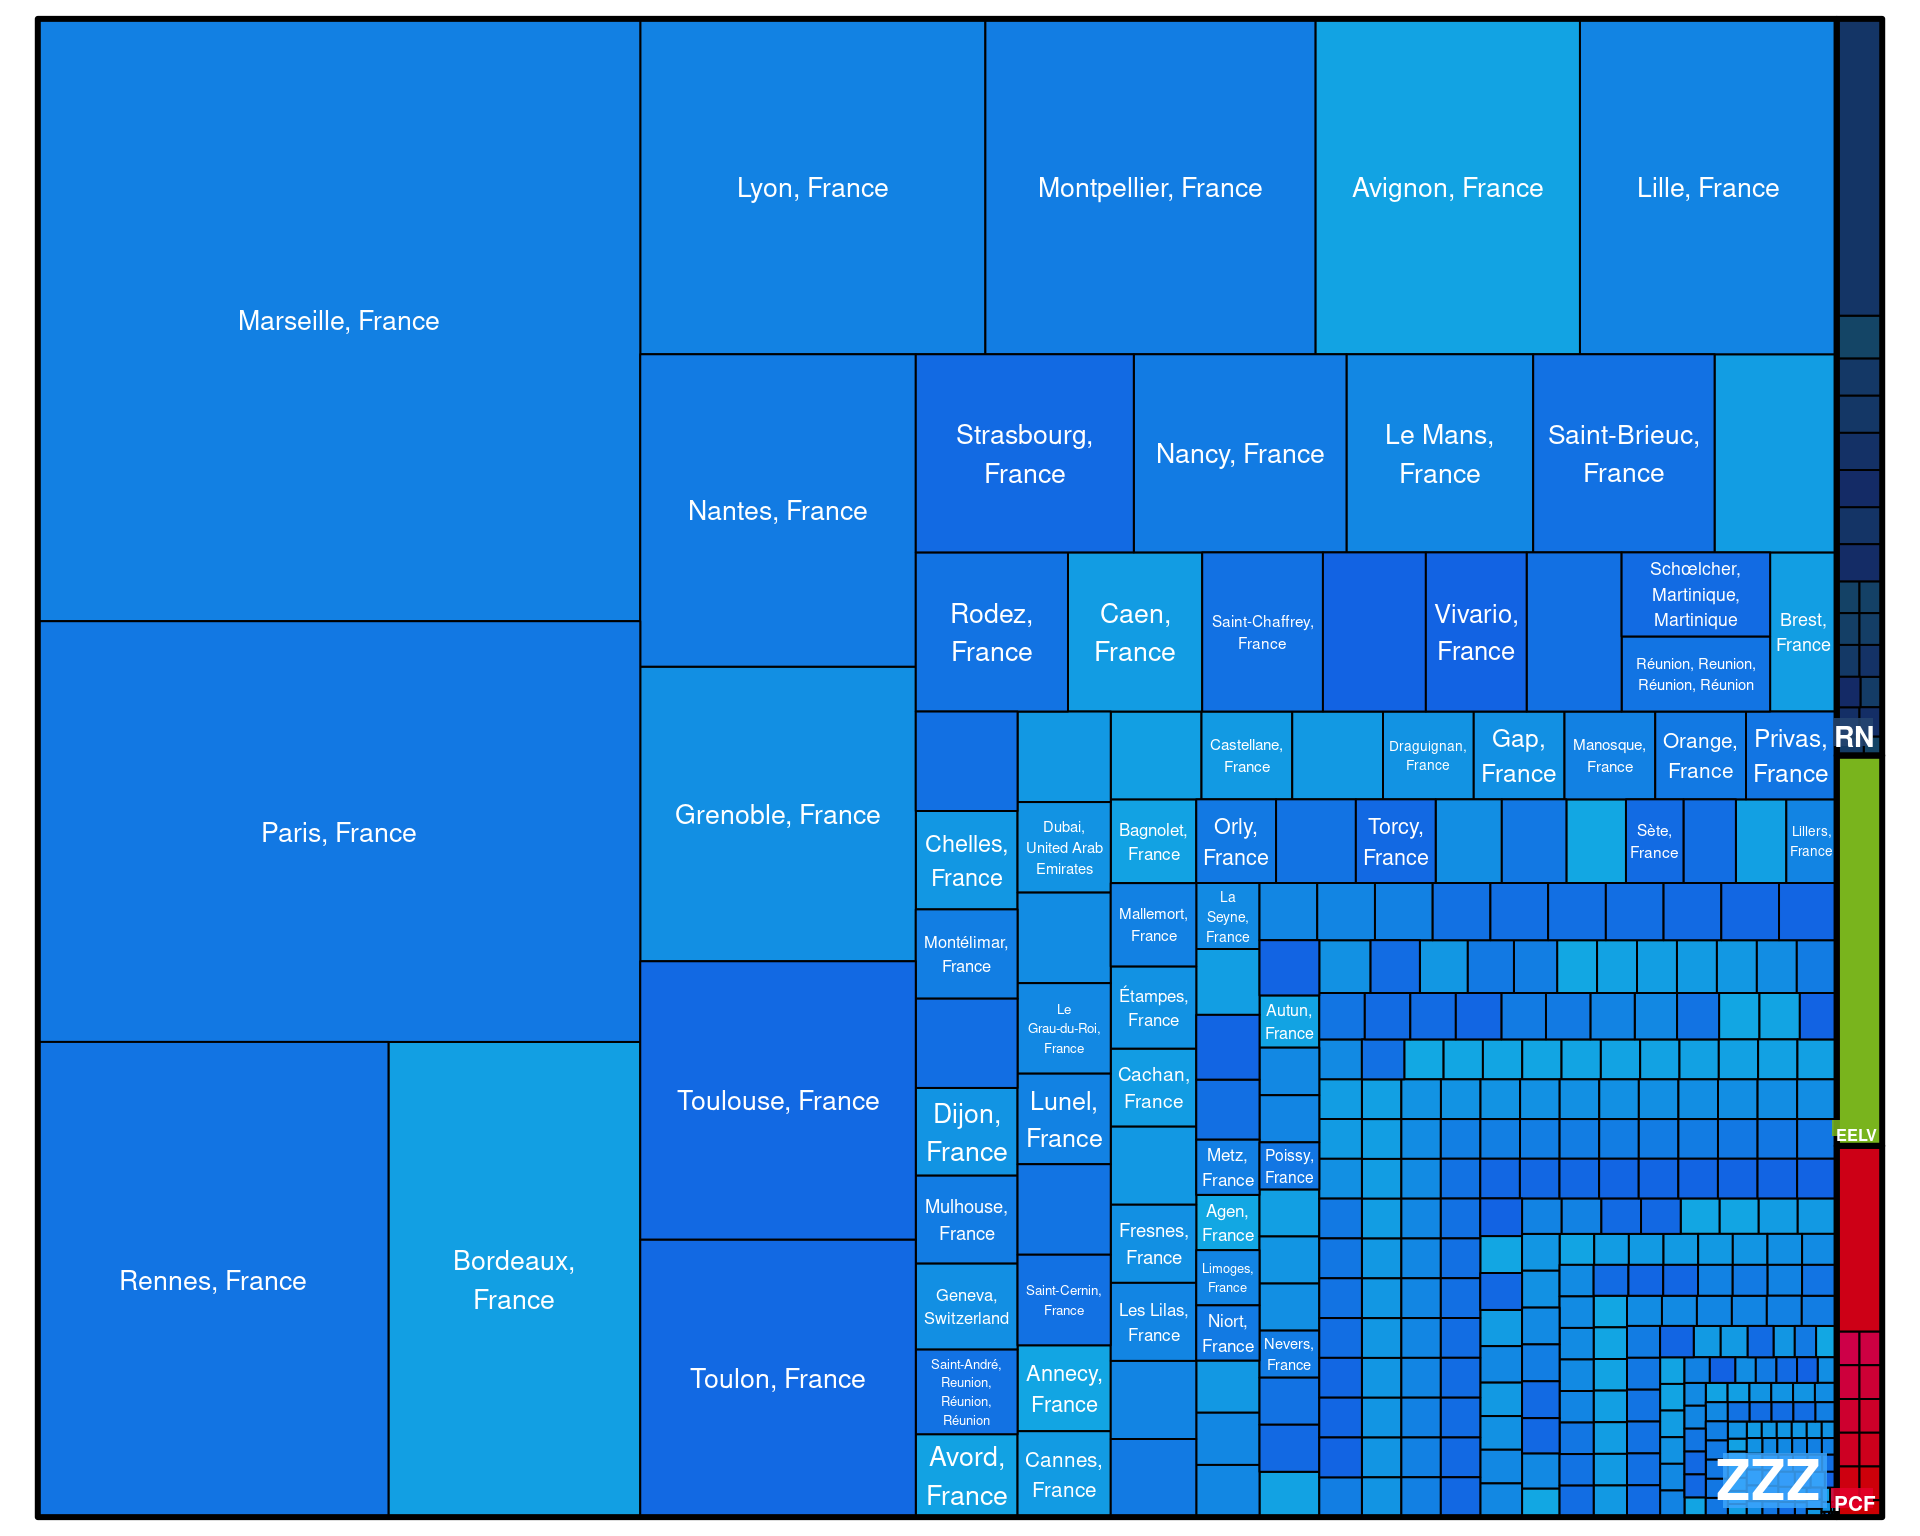 Marseille, France
Lyon, France
Montpellier, France
Avignon, France
Lille, France
Paris, France
Rennes, France
Bordeaux,
France
Nantes, France
Grenoble, France
Toulouse, France
Toulon, France
Strasbourg,
France
Nancy, France
Le Mans,
France
Saint-Brieuc,
France
Rodez,
France
Caen,
France
Saint-Chaffrey,
France
Vivario,
France
Schœlcher,
Martinique,
Martinique
Réunion, Reunion,
Réunion, Réunion
Brest,
France
Castellane,
France
Draguignan,
France
Gap,
France
Manosque,
France
Orange,
France
Privas,
France
Chelles,
France
Dubai,
United Arab
Emirates
Bagnolet,
France
Orly,
France
Torcy,
France
Sète,
France
Lillers,
France
Montélimar,
France
Mallemort,
France
La
Seyne,
France
Le
Grau-du-Roi,
France
Étampes,
France
Autun,
France
Dijon,
France
Lunel,
France
Cachan,
France
Metz,
France
Poissy,
France
Mulhouse,
France
Fresnes,
France
Agen,
France
Geneva,
Switzerland
Saint-Cernin,
France
Les Lilas,
France
Limoges,
France
Niort,
France
Nevers,
France
Saint-André,
Reunion,
Réunion,
Réunion
Annecy,
France
Avord,
France
Cannes,
France
ZZZ
RN
EELV
PCF